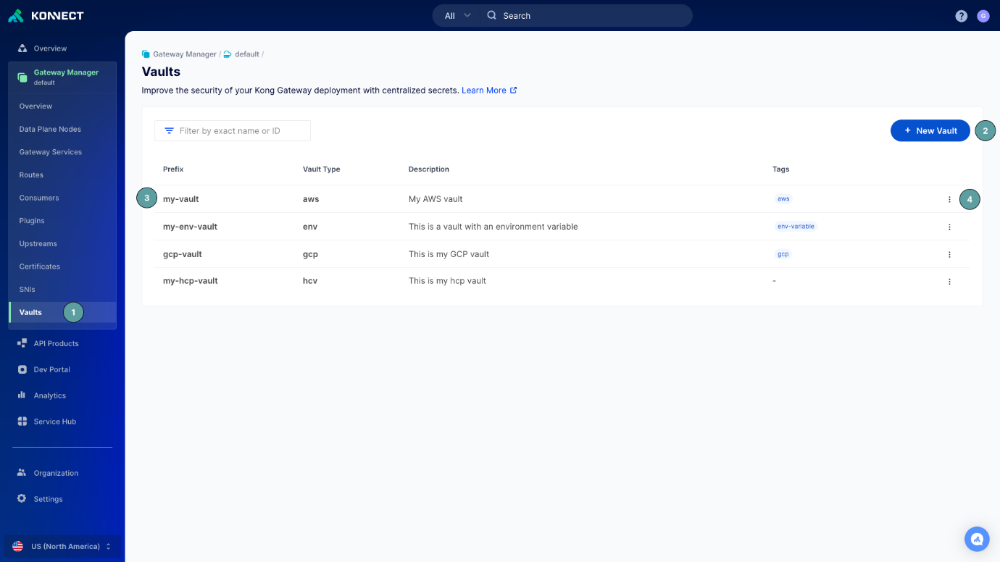 KONNECT
All
Search
?
G
Overview
Gateway Manager
default
Overview
Data Plane Nodes
Gateway Services
Routes
Consumers
Plugins
Upstreams
Certificates
SNIs
Vaults
1
API Products
Dev Portal
Analytics
Service Hub
Organization
Settings
US (North America)
Gateway Manager / default /
Vaults
Improve the security of your Kong Gateway deployment with centralized secrets. Learn More
Filter by exact name or ID
+ New Vault
2
Prefix Vault Type Description Tags
3 my-vault aws My AWS vault aws 4
my-env-vault env This is a vault with an environment variable env-variable
gcp-vault gcp This is my GCP vault gcp
my-hcp-vault hcv This is my hcp vault -